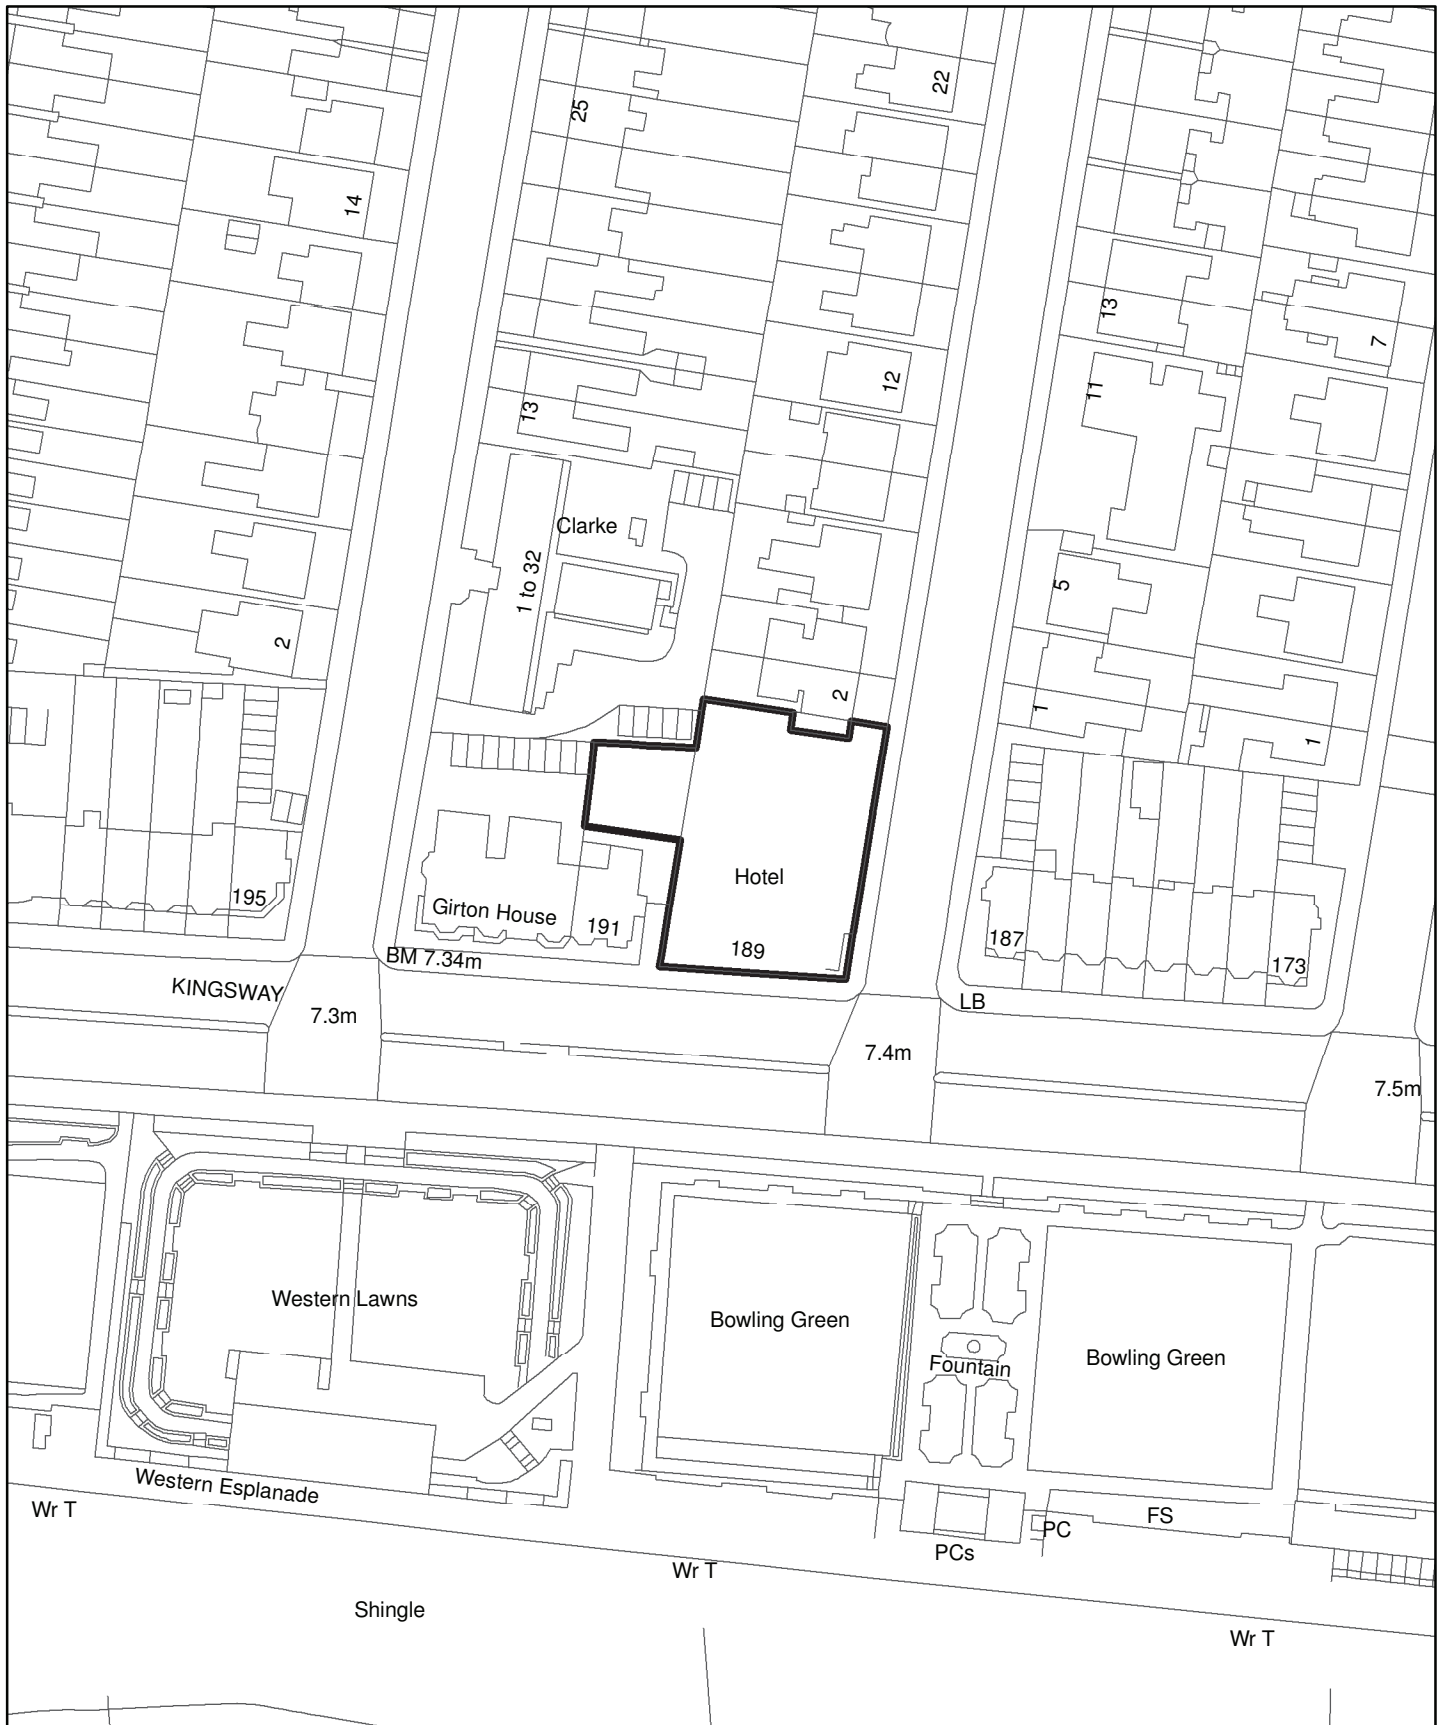 22
25
14
13
7
12
11
13
Clarke
1 to 32
5
2
2
1
1
Hotel
195
Girton House
191
189
187
173
BM 7.34m
KINGSWAY
LB
7.3m
7.4m
7.5m
Western Lawns
Bowling Green
Fountain
Bowling Green
Western Esplanade
Wr T
FS
PC
PCs
Wr T
Shingle
Wr T